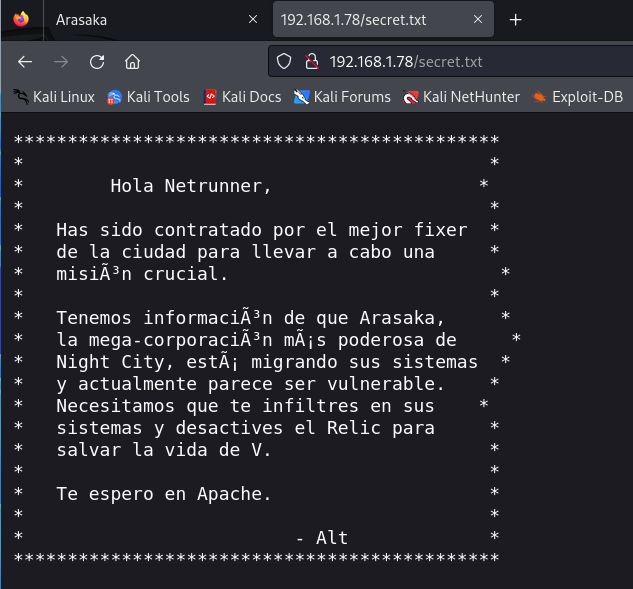 Arasaka
192.168.1.78/secret.txt
192.168.1.78/secret.txt
Kali Linux Kali Tools Kali Docs Kali Forums Kali NetHunter Exploit-DB
*********************************************
*                                           *
*        Hola Netrunner,                   *
*                                           *
*   Has sido contratado por el mejor fixer  *
*   de la ciudad para llevar a cabo una     *
*   misiÃ³n crucial.                         *
*                                           *
*   Tenemos informaciÃ³n de que Arasaka,     *
*   la mega-corporaciÃ³n mÃ¡s poderosa de     *
*   Night City, estÃ¡ migrando sus sistemas  *
*   y actualmente parece ser vulnerable.    *
*   Necesitamos que te infiltres en sus    *
*   sistemas y desactives el Relic para     *
*   salvar la vida de V.                    *
*                                           *
*   Te espero en Apache.                    *
*                                           *
*                         - Alt             *
*********************************************